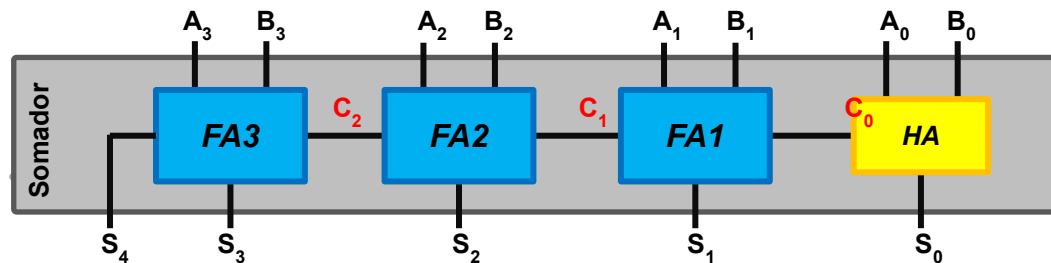 A₃ B₃ A₂ B₂ A₁ B₁ A₀ B₀
Somador
C₂ C₁ C₀
FA3 FA2 FA1 HA
S₄ S₃ S₂ S₁ S₀